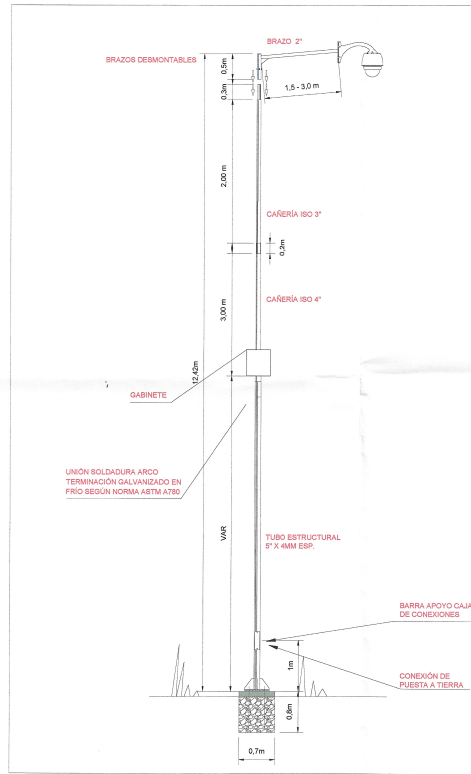 BRAZO 2"
BRAZOS DESMONTABLES
0,5m
0,3m
1,5 - 3,0 m
2,00 m
CAÑERÍA ISO 3"
0,2m
CAÑERÍA ISO 4"
3,00 m
12,42m
GABINETE
UNIÓN SOLDADURA ARCO
TERMINACIÓN GALVANIZADO EN
FRÍO SEGÚN NORMA ASTM A780
VAR
TUBO ESTRUCTURAL
5" X 4MM ESP.
BARRA APOYO CAJA
DE CONEXIONES
1m
CONEXIÓN DE
PUESTA A TIERRA
0,8m
0,7m